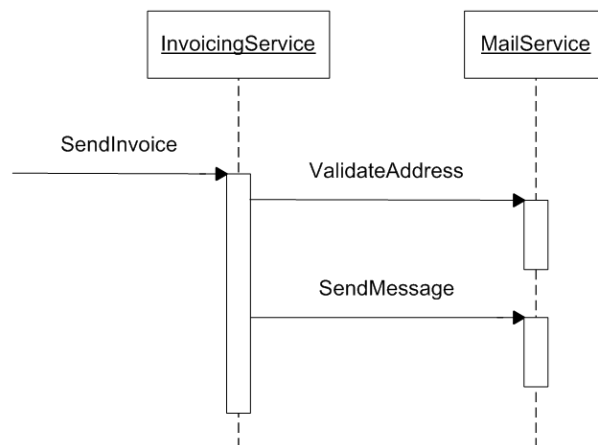 InvoicingService
MailService
SendInvoice
ValidateAddress
SendMessage